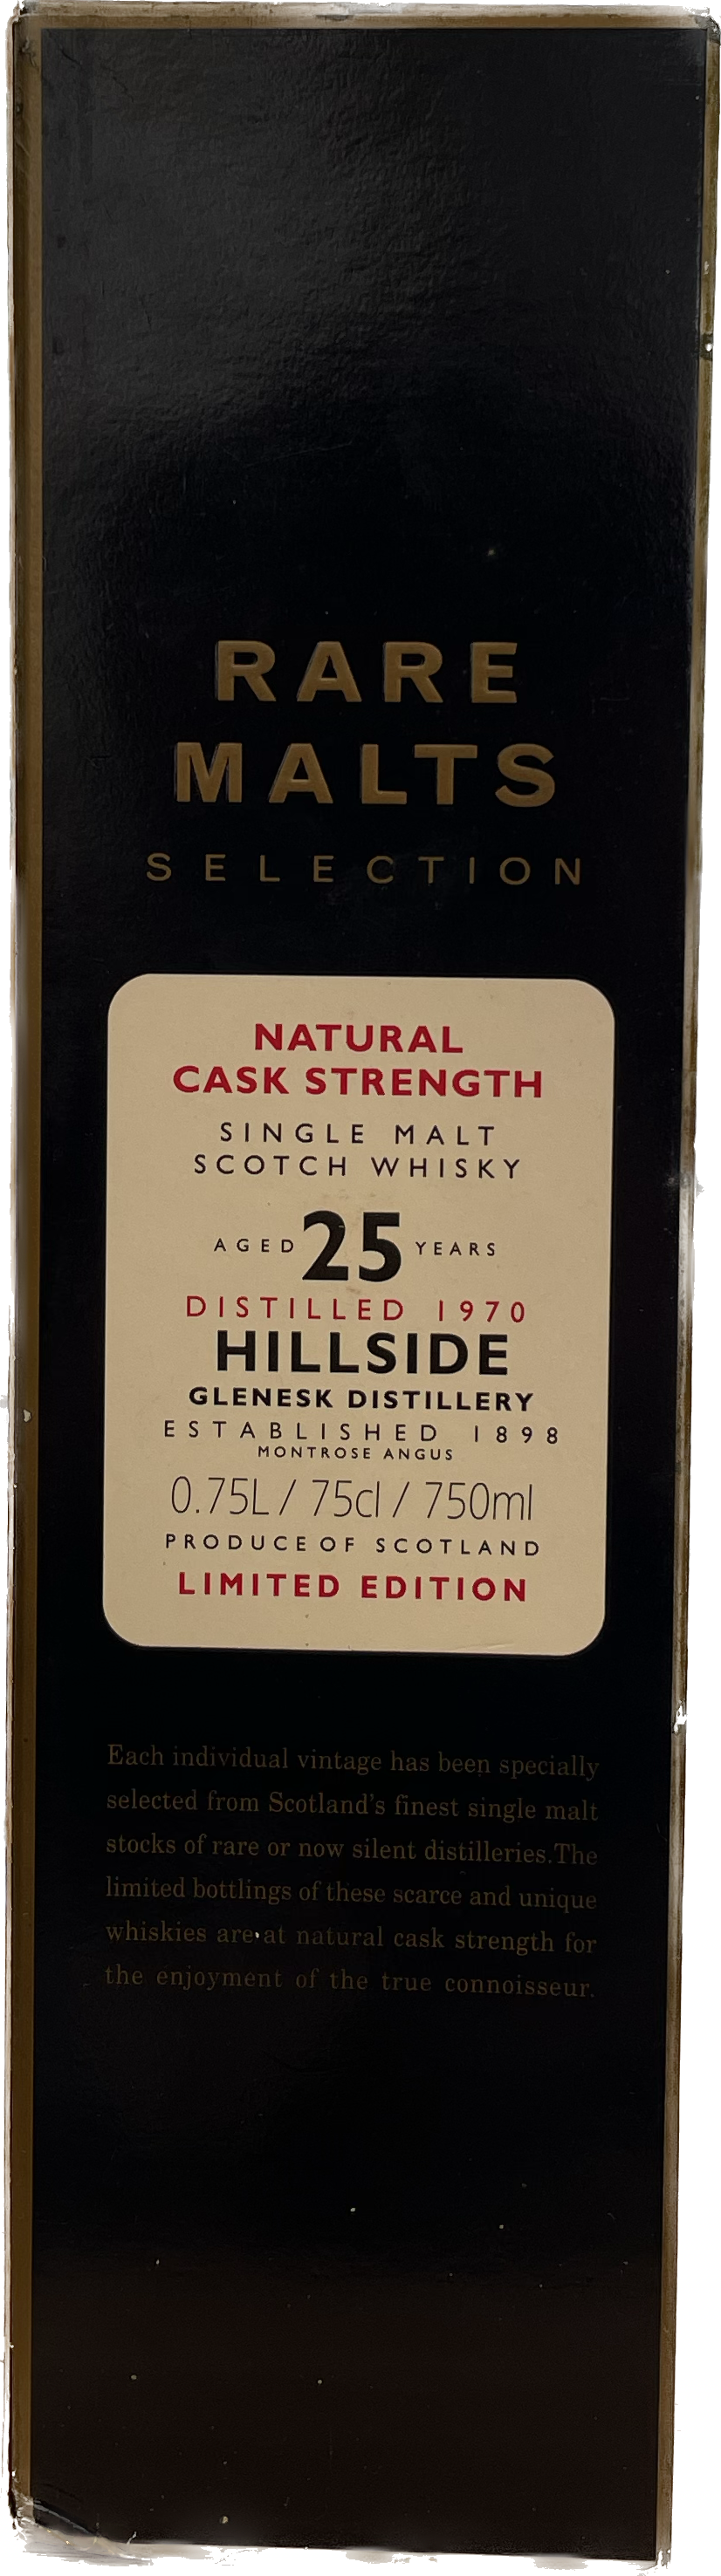 RARE
MALTS
SELECTION
NATURAL
CASK STRENGTH
SINGLE MALT
SCOTCH WHISKY
AGED 25 YEARS
DISTILLED 1970
HILLSIDE
GLENESK DISTILLERY
ESTABLISHED 1898
MONTROSE ANGUS
0.75L / 75cl / 750ml
PRODUCE OF SCOTLAND
LIMITED EDITION
Each individual vintage has been specially
selected from Scotland's finest single malt
stocks of rare or now silent distilleries.The
limited bottlings of these scarce and unique
whiskies are at natural cask strength for
the enjoyment of the true connoisseur.